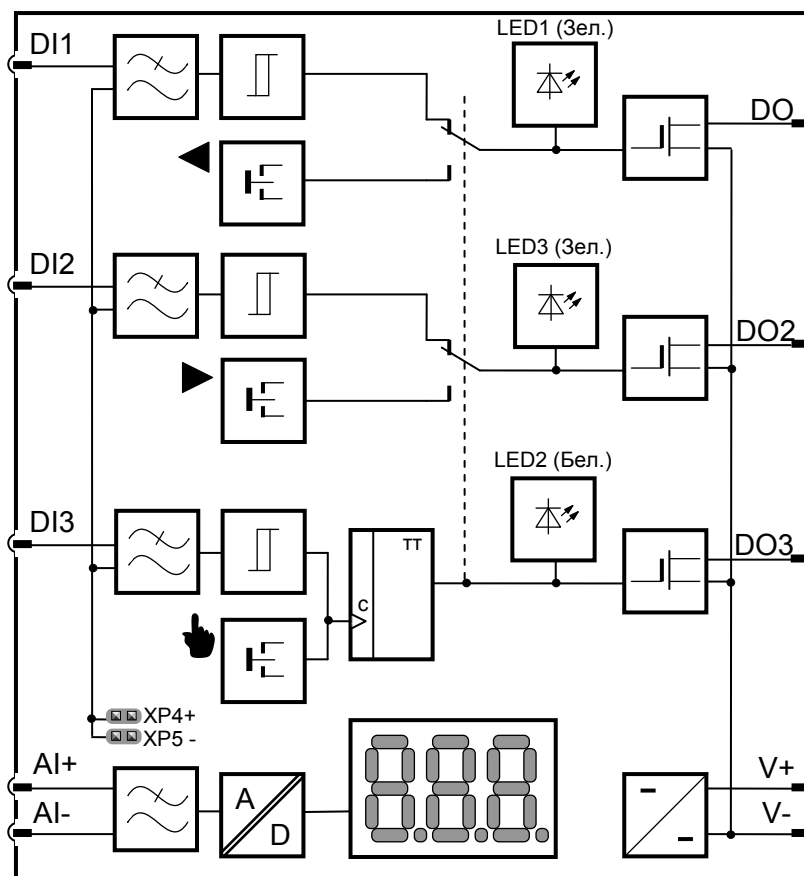 LED1 (Зел.)
DI1
DO
LED3 (Зел.)
DI2
DO2
LED2 (Бел.)
DI3
TT
DO3
C
XP4+
XP5 -
AI+
A
V+
AI-
D
V-